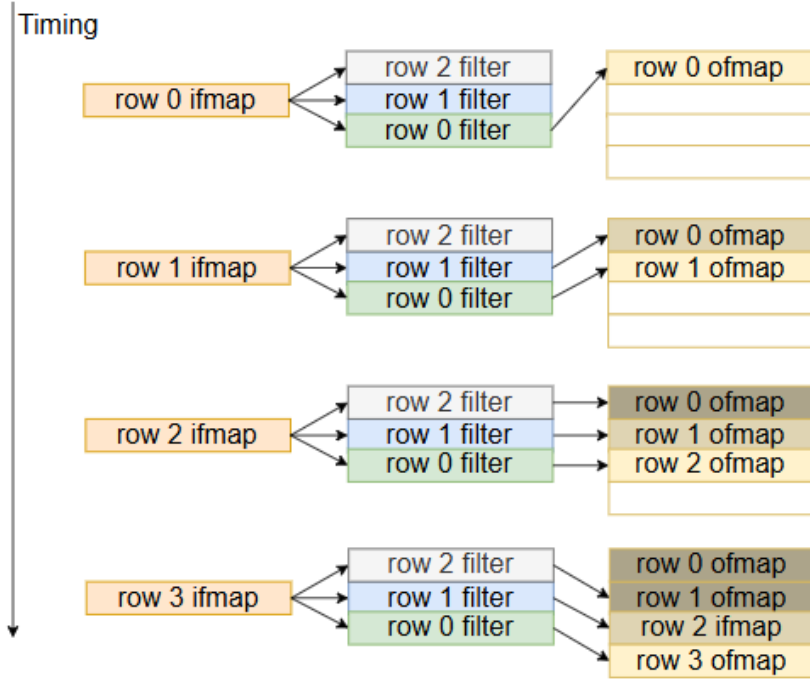 Timing
row 0 ifmap
row 2 filter
row 1 filter
row 0 filter
row 0 ofmap
row 1 ifmap
row 2 filter
row 1 filter
row 0 filter
row 0 ofmap
row 1 ofmap
row 2 ifmap
row 2 filter
row 1 filter
row 0 filter
row 0 ofmap
row 1 ofmap
row 2 ofmap
row 3 ifmap
row 2 filter
row 1 filter
row 0 filter
row 0 ofmap
row 1 ofmap
row 2 ifmap
row 3 ofmap